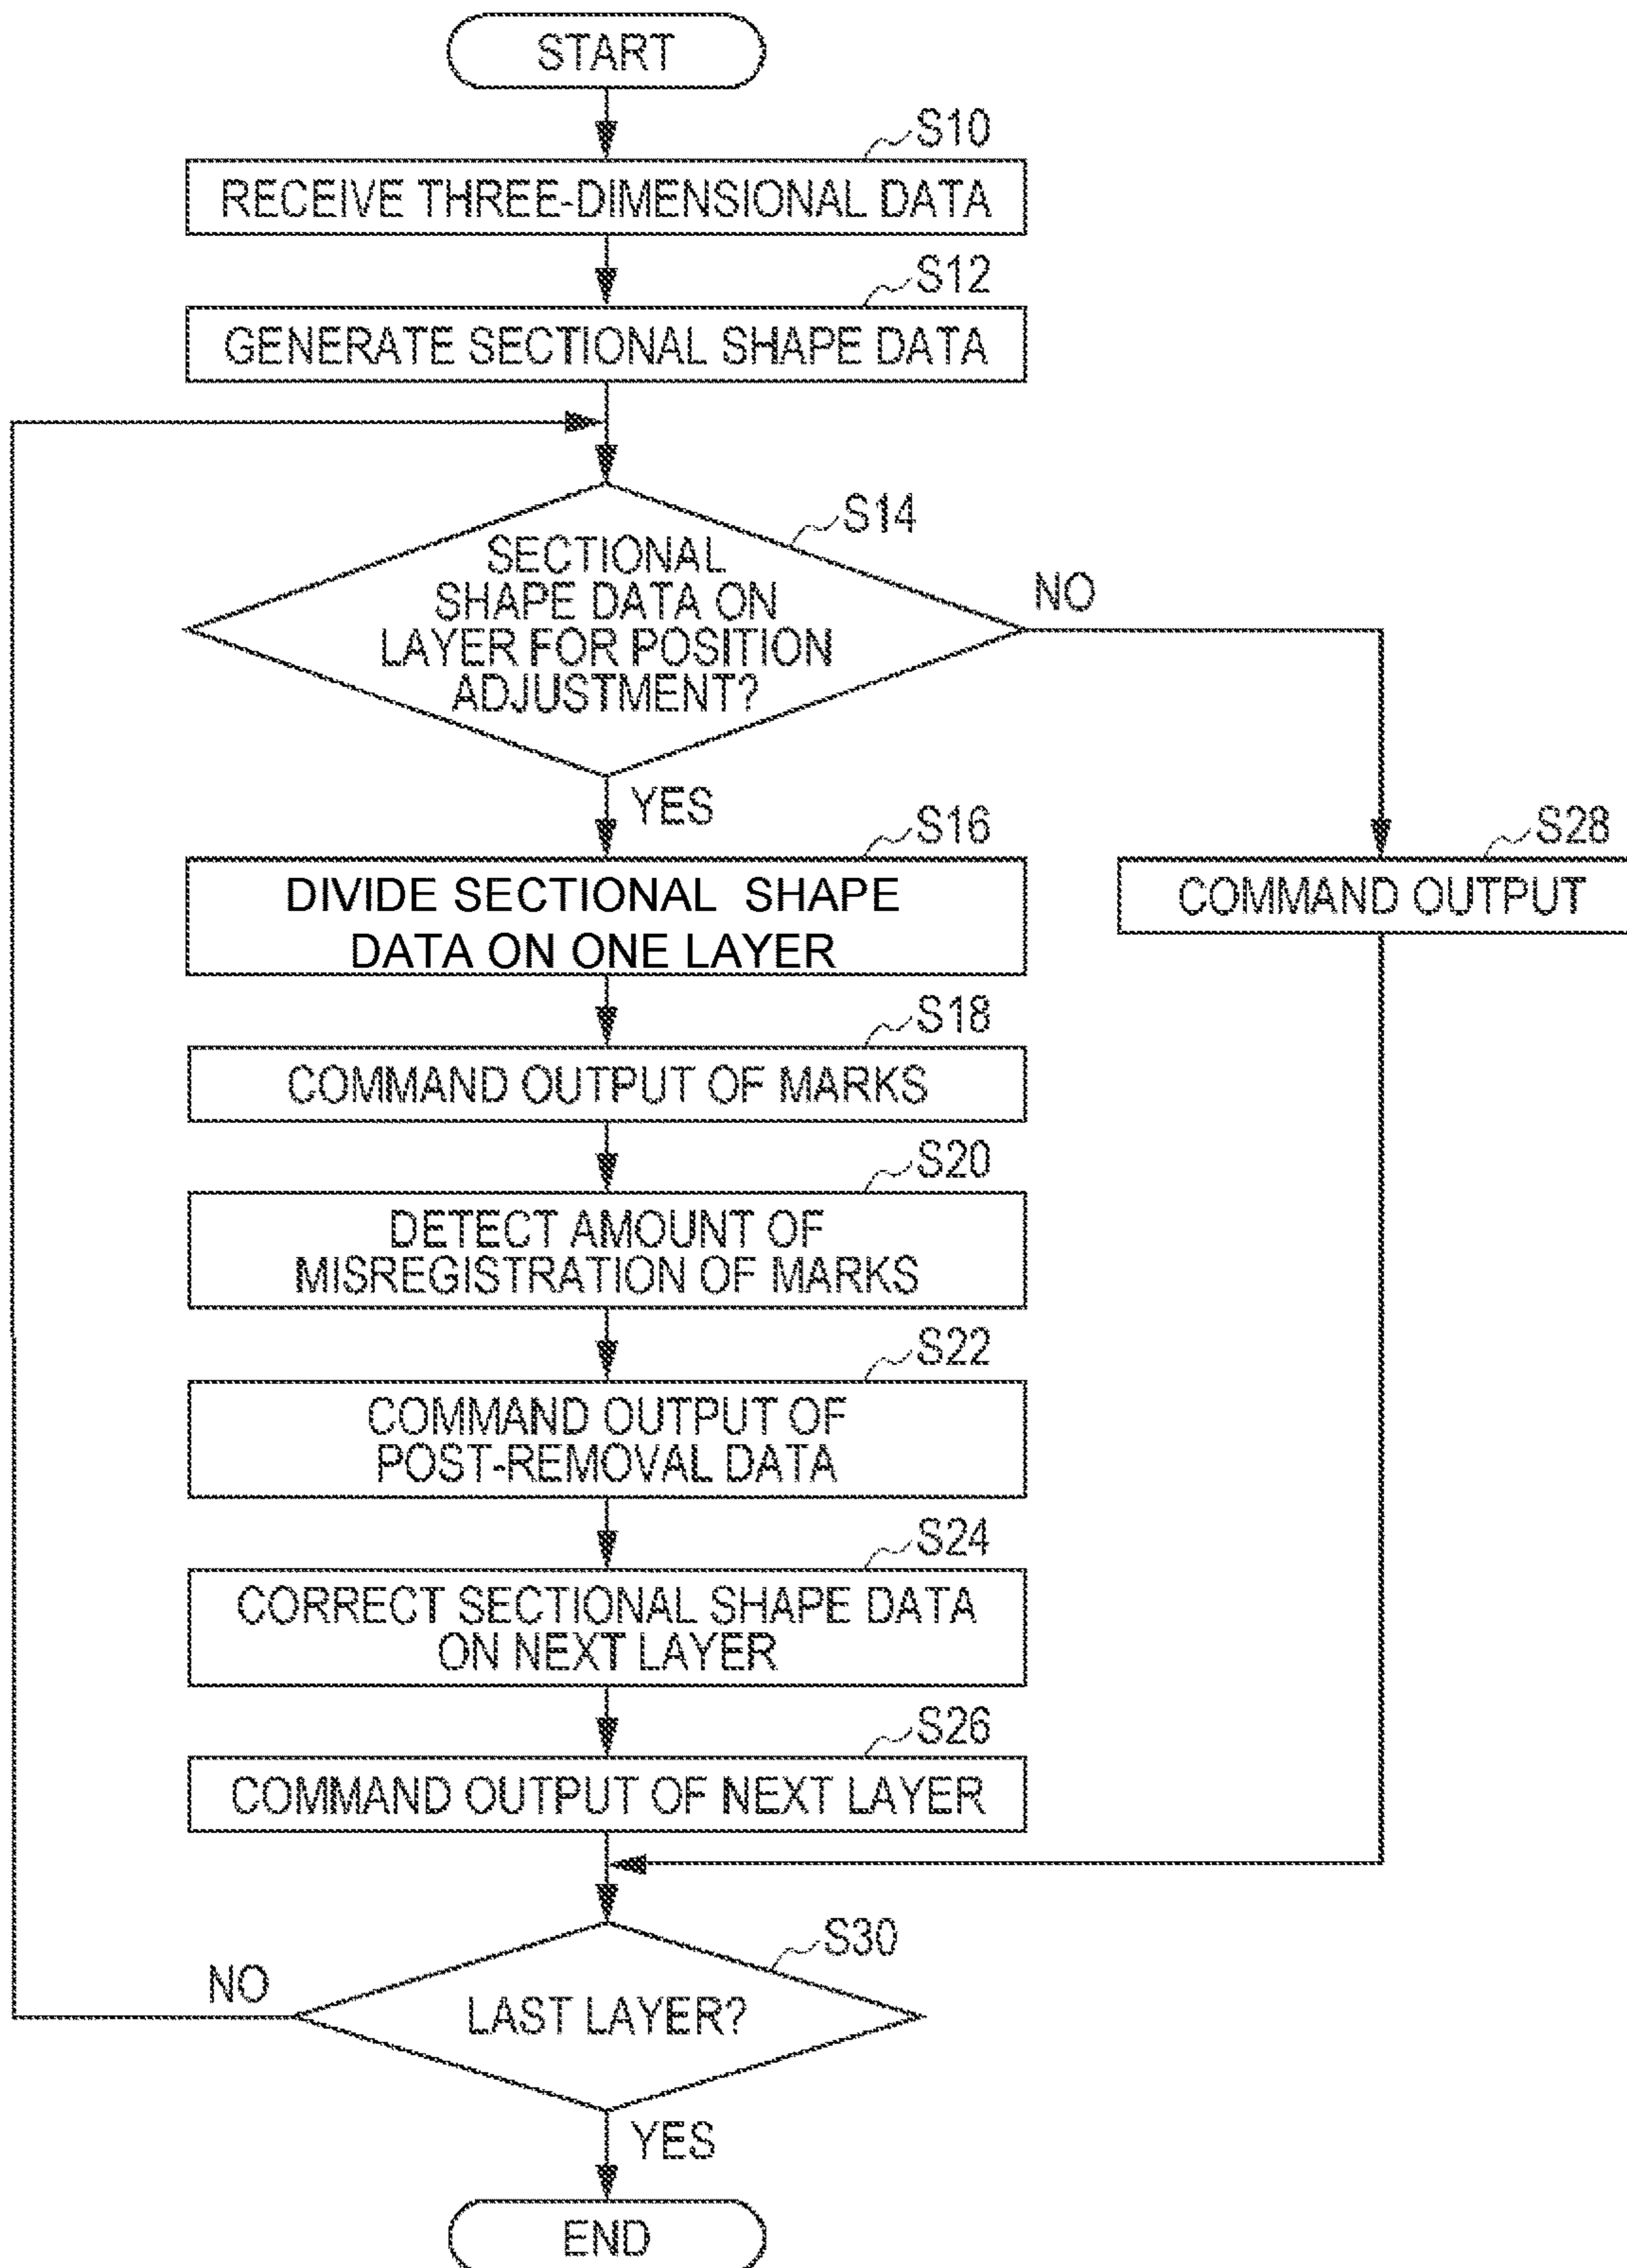 START
S10
RECEIVE THREE-DIMENSIONAL DATA
S12
GENERATE SECTIONAL SHAPE DATA
S14
SECTIONAL
SHAPE DATA ON
LAYER FOR POSITION
ADJUSTMENT?
NO
YES
S16
DIVIDE SECTIONAL SHAPE
DATA ON ONE LAYER
S28
COMMAND OUTPUT
S18
COMMAND OUTPUT OF MARKS
S20
DETECT AMOUNT OF
MISREGISTRATION OF MARKS
S22
COMMAND OUTPUT OF
POST-REMOVAL DATA
S24
CORRECT SECTIONAL SHAPE DATA
ON NEXT LAYER
S26
COMMAND OUTPUT OF NEXT LAYER
S30
NO
LAST LAYER?
YES
END